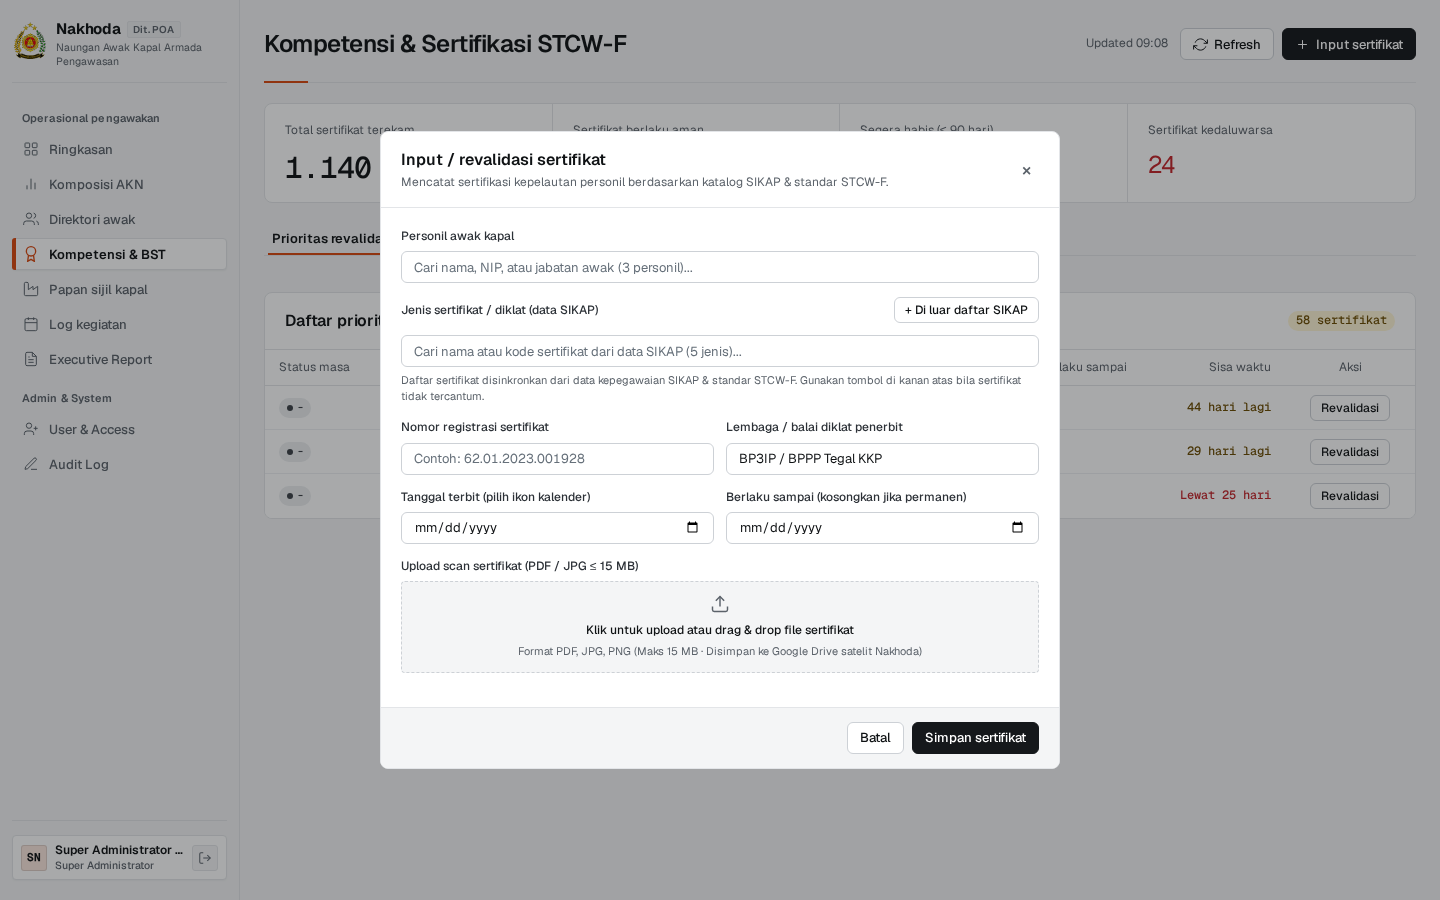 Nakhoda Dit. POA
Naungan Awak Kapal Armada
Pengawasan
Operasional pengawakan
Ringkasan
Komposisi AKN
Direktori awak
Kompetensi & BST
Papan sijil kapal
Log kegiatan
Executive Report
Admin & System
User & Access
Audit Log
SN
Super Administrator ...
Super Administrator
Kompetensi & Sertifikasi STCW-F
Updated 09:08
Refresh
+ Input sertifikat
Total sertifikat terekam
1.140
Sertifikat berlaku aman
Segera habis (< 90 hari)
Sertifikat kedaluwarsa
24
Prioritas revalida
Daftar priorit
58 sertifikat
Status masa
laku sampai
Sisa waktu
Aksi
-
44 hari lagi
Revalidasi
-
29 hari lagi
Revalidasi
-
Lewat 25 hari
Revalidasi
Input / revalidasi sertifikat
Mencatat sertifikasi kepelautan personil berdasarkan katalog SIKAP & standar STCW-F.
×
Personil awak kapal
Cari nama, NIP, atau jabatan awak (3 personil)...
Jenis sertifikat / diklat (data SIKAP)
+ Di luar daftar SIKAP
Cari nama atau kode sertifikat dari data SIKAP (5 jenis)...
Daftar sertifikat disinkronkan dari data kepegawaian SIKAP & standar STCW-F. Gunakan tombol di kanan atas bila sertifikat
tidak tercantum.
Nomor registrasi sertifikat
Contoh: 62.01.2023.001928
Lembaga / balai diklat penerbit
BP3IP / BPPP Tegal KKP
Tanggal terbit (pilih ikon kalender)
mm/dd/yyyy
Berlaku sampai (kosongkan jika permanen)
mm/dd/yyyy
Upload scan sertifikat (PDF / JPG ≤ 15 MB)
Klik untuk upload atau drag & drop file sertifikat
Format PDF, JPG, PNG (Maks 15 MB · Disimpan ke Google Drive satelit Nakhoda)
Batal
Simpan sertifikat